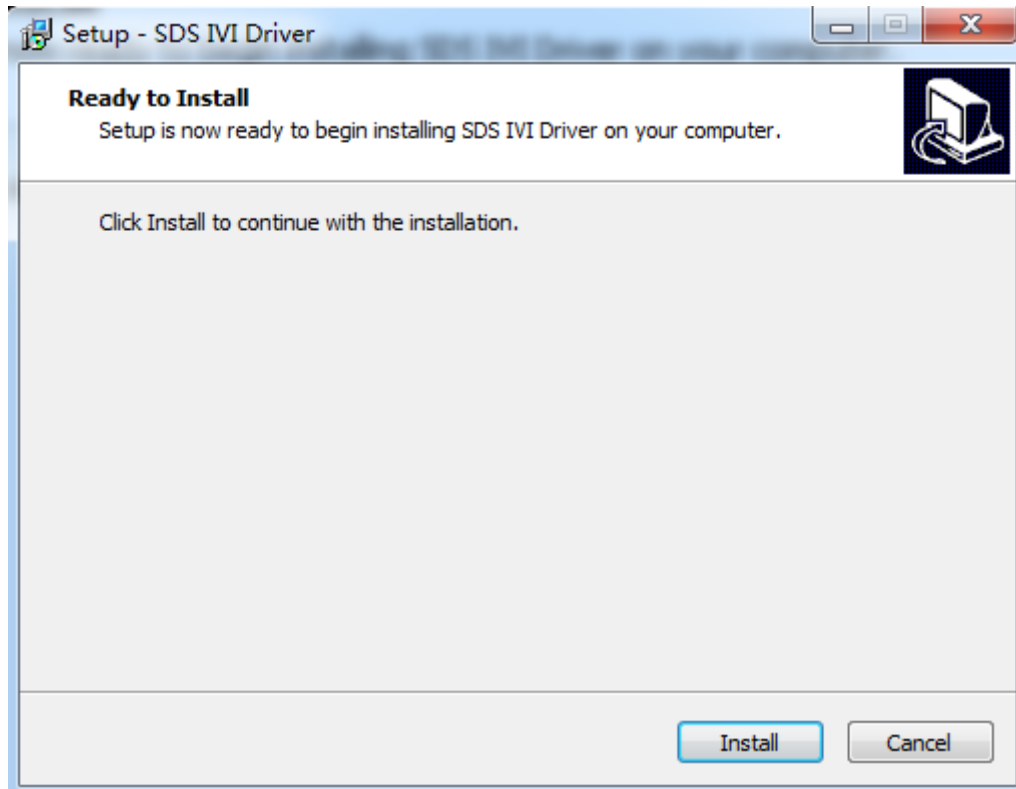 Setup - SDS IVI Driver
Ready to Install
Setup is now ready to begin installing SDS IVI Driver on your computer.
Click Install to continue with the installation.
Install
Cancel